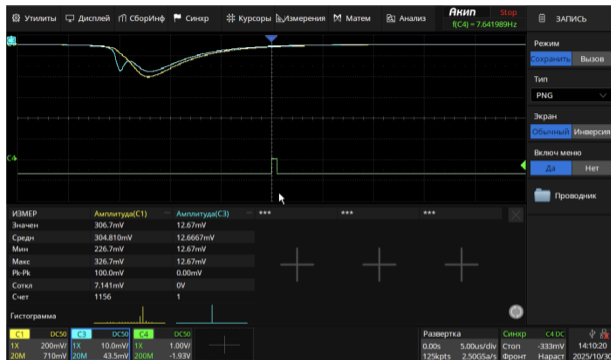 Утилиты Дисплей СборИнф Синхр Курсоры Измерения Матем Анализ Акип Stop f(C4) = 7.641989Hz ЗАПИСЬ
Режим
Сохранить Вызов
Тип
PNG
Экран
Обычный Инверсия
Включ меню
Да Нет
Проводник
C4
ИЗМЕР Амплитуда(C1) Амплитуда(C3) *** *** ***
Значен 306.7mV 12.67mV
Средн 304.810mV 12.6667mV
Мин 226.7mV 12.67mV
Макс 326.7mV 12.67mV
Pk-Pk 100.0mV 0.00mV
Соткл 7.141mV 0V
Счет 1156 1
Гистограмма
C1 DC50 C3 DC50 C4 DC50 Развертка Синхр C4 DC
1X 200mV/ 1X 10.0mV/ 1X 1.00V/ 0.00s 5.00us/div Стоп -333mV 14:10:20
20M 710mV 20M 43.5mV 200M -1.93V 125kpts 2.50GSa/s Фронт Нараст